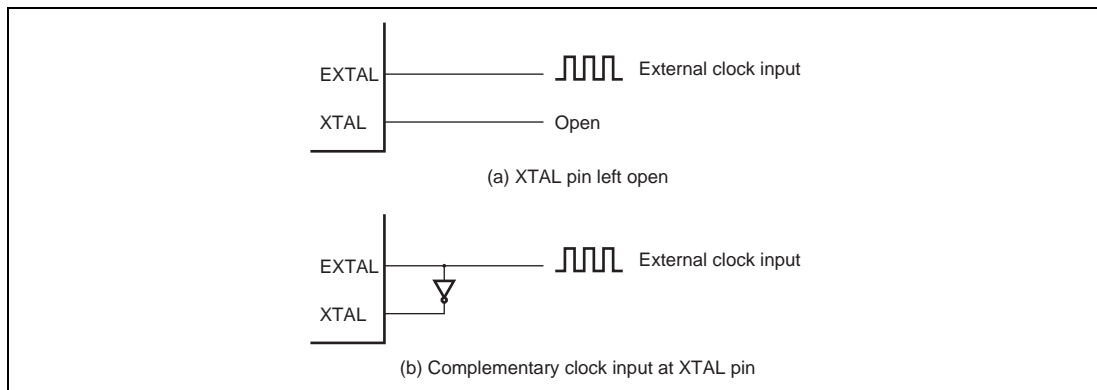 EXTAL
External clock input
XTAL
Open
(a) XTAL pin left open
EXTAL
External clock input
XTAL
(b) Complementary clock input at XTAL pin